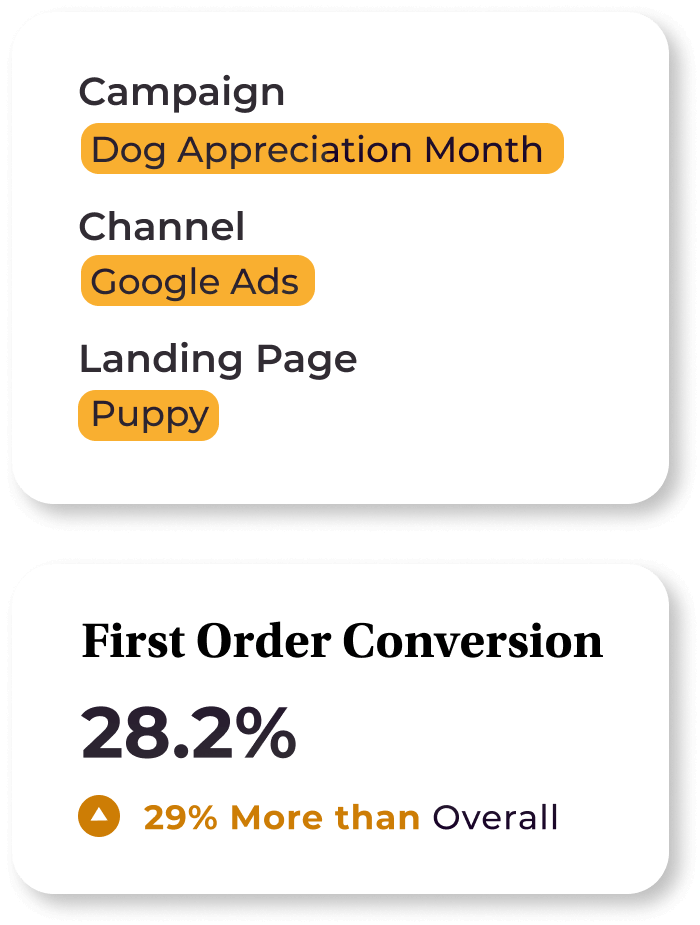 Campaign
Dog Appreciation Month
Channel
Google Ads
Landing Page
Puppy
First Order Conversion
28.2%
29% More than Overall